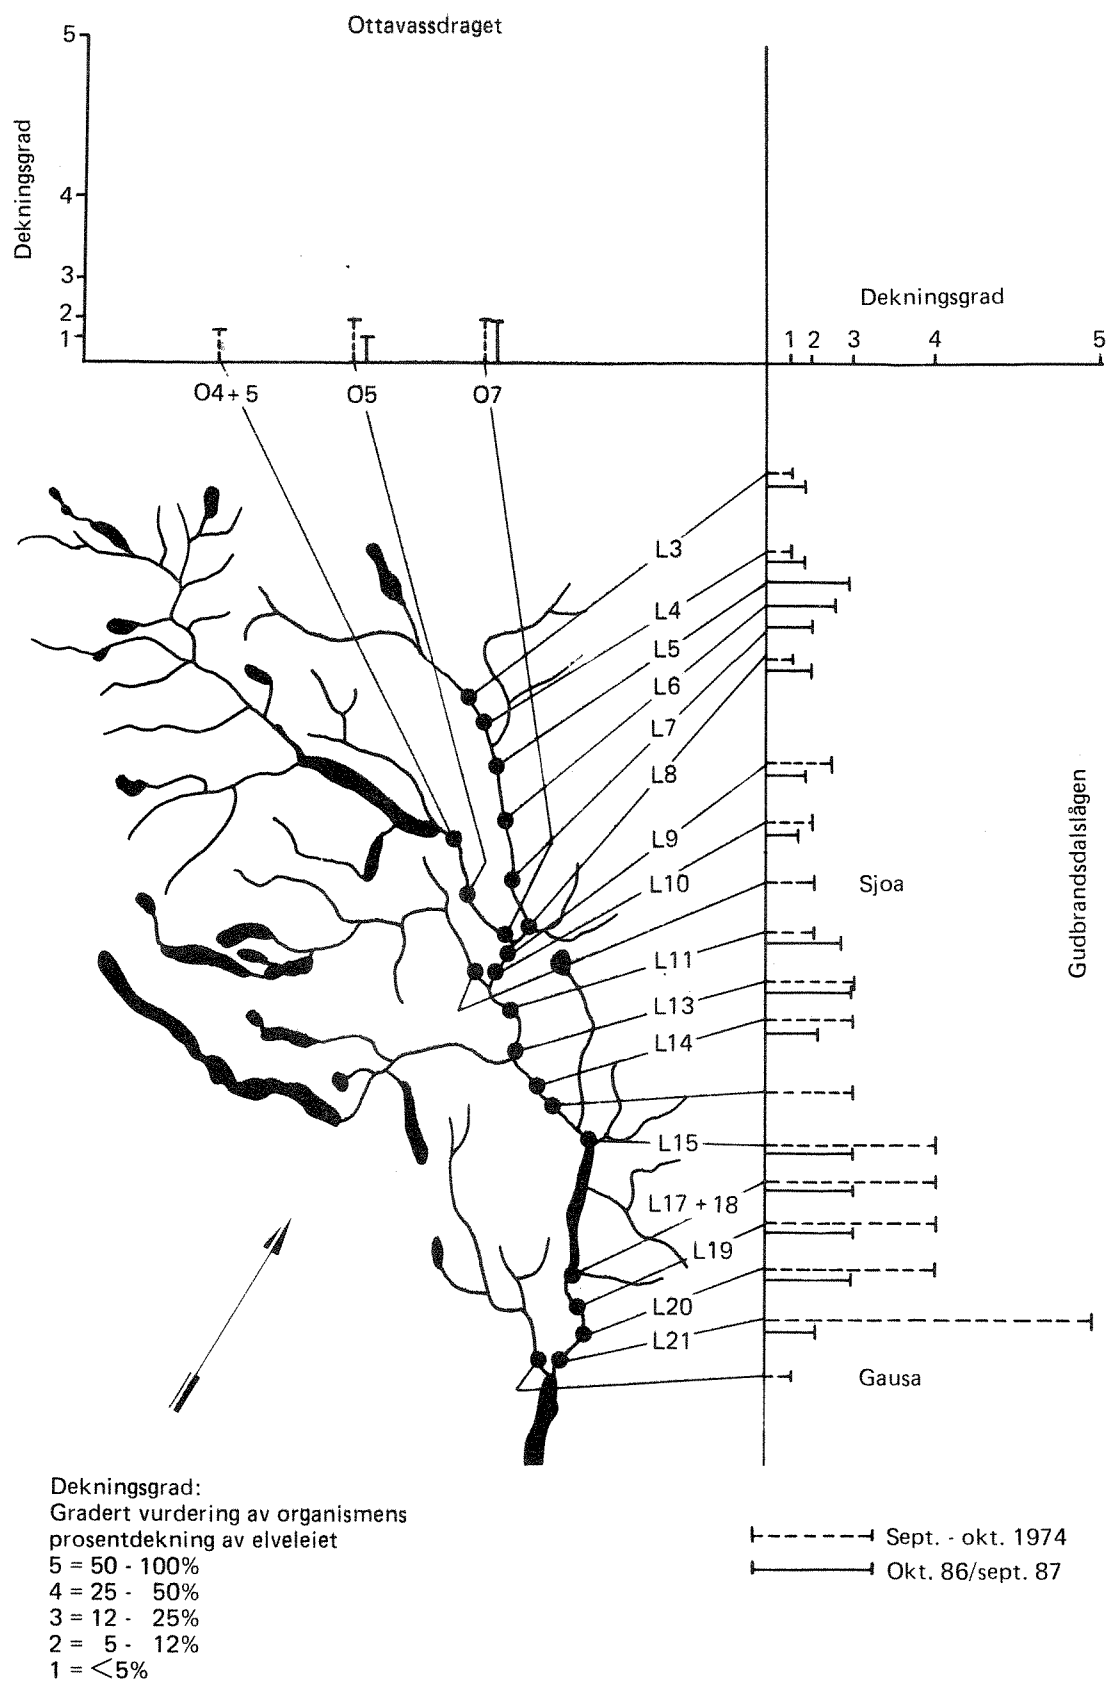 Ottavassdraget
5
Dekningsgrad
4
3
2
1
Dekningsgrad
1 2 3 4 5
O4+5 O5 O7
L3
L4
L5
L6
L7
L8
L9
L10
Sjoa
Gudbrandsdalslågen
L11
L13
L14
L15
L17+18
L19
L20
L21
Gausa
Dekningsgrad:
Gradert vurdering av organismens
prosentdekning av elveleiet
5 = 50 - 100%
4 = 25 - 50%
3 = 12 - 25%
2 = 5 - 12%
1 = <5%
Sept. - okt. 1974
Okt. 86/sept. 87